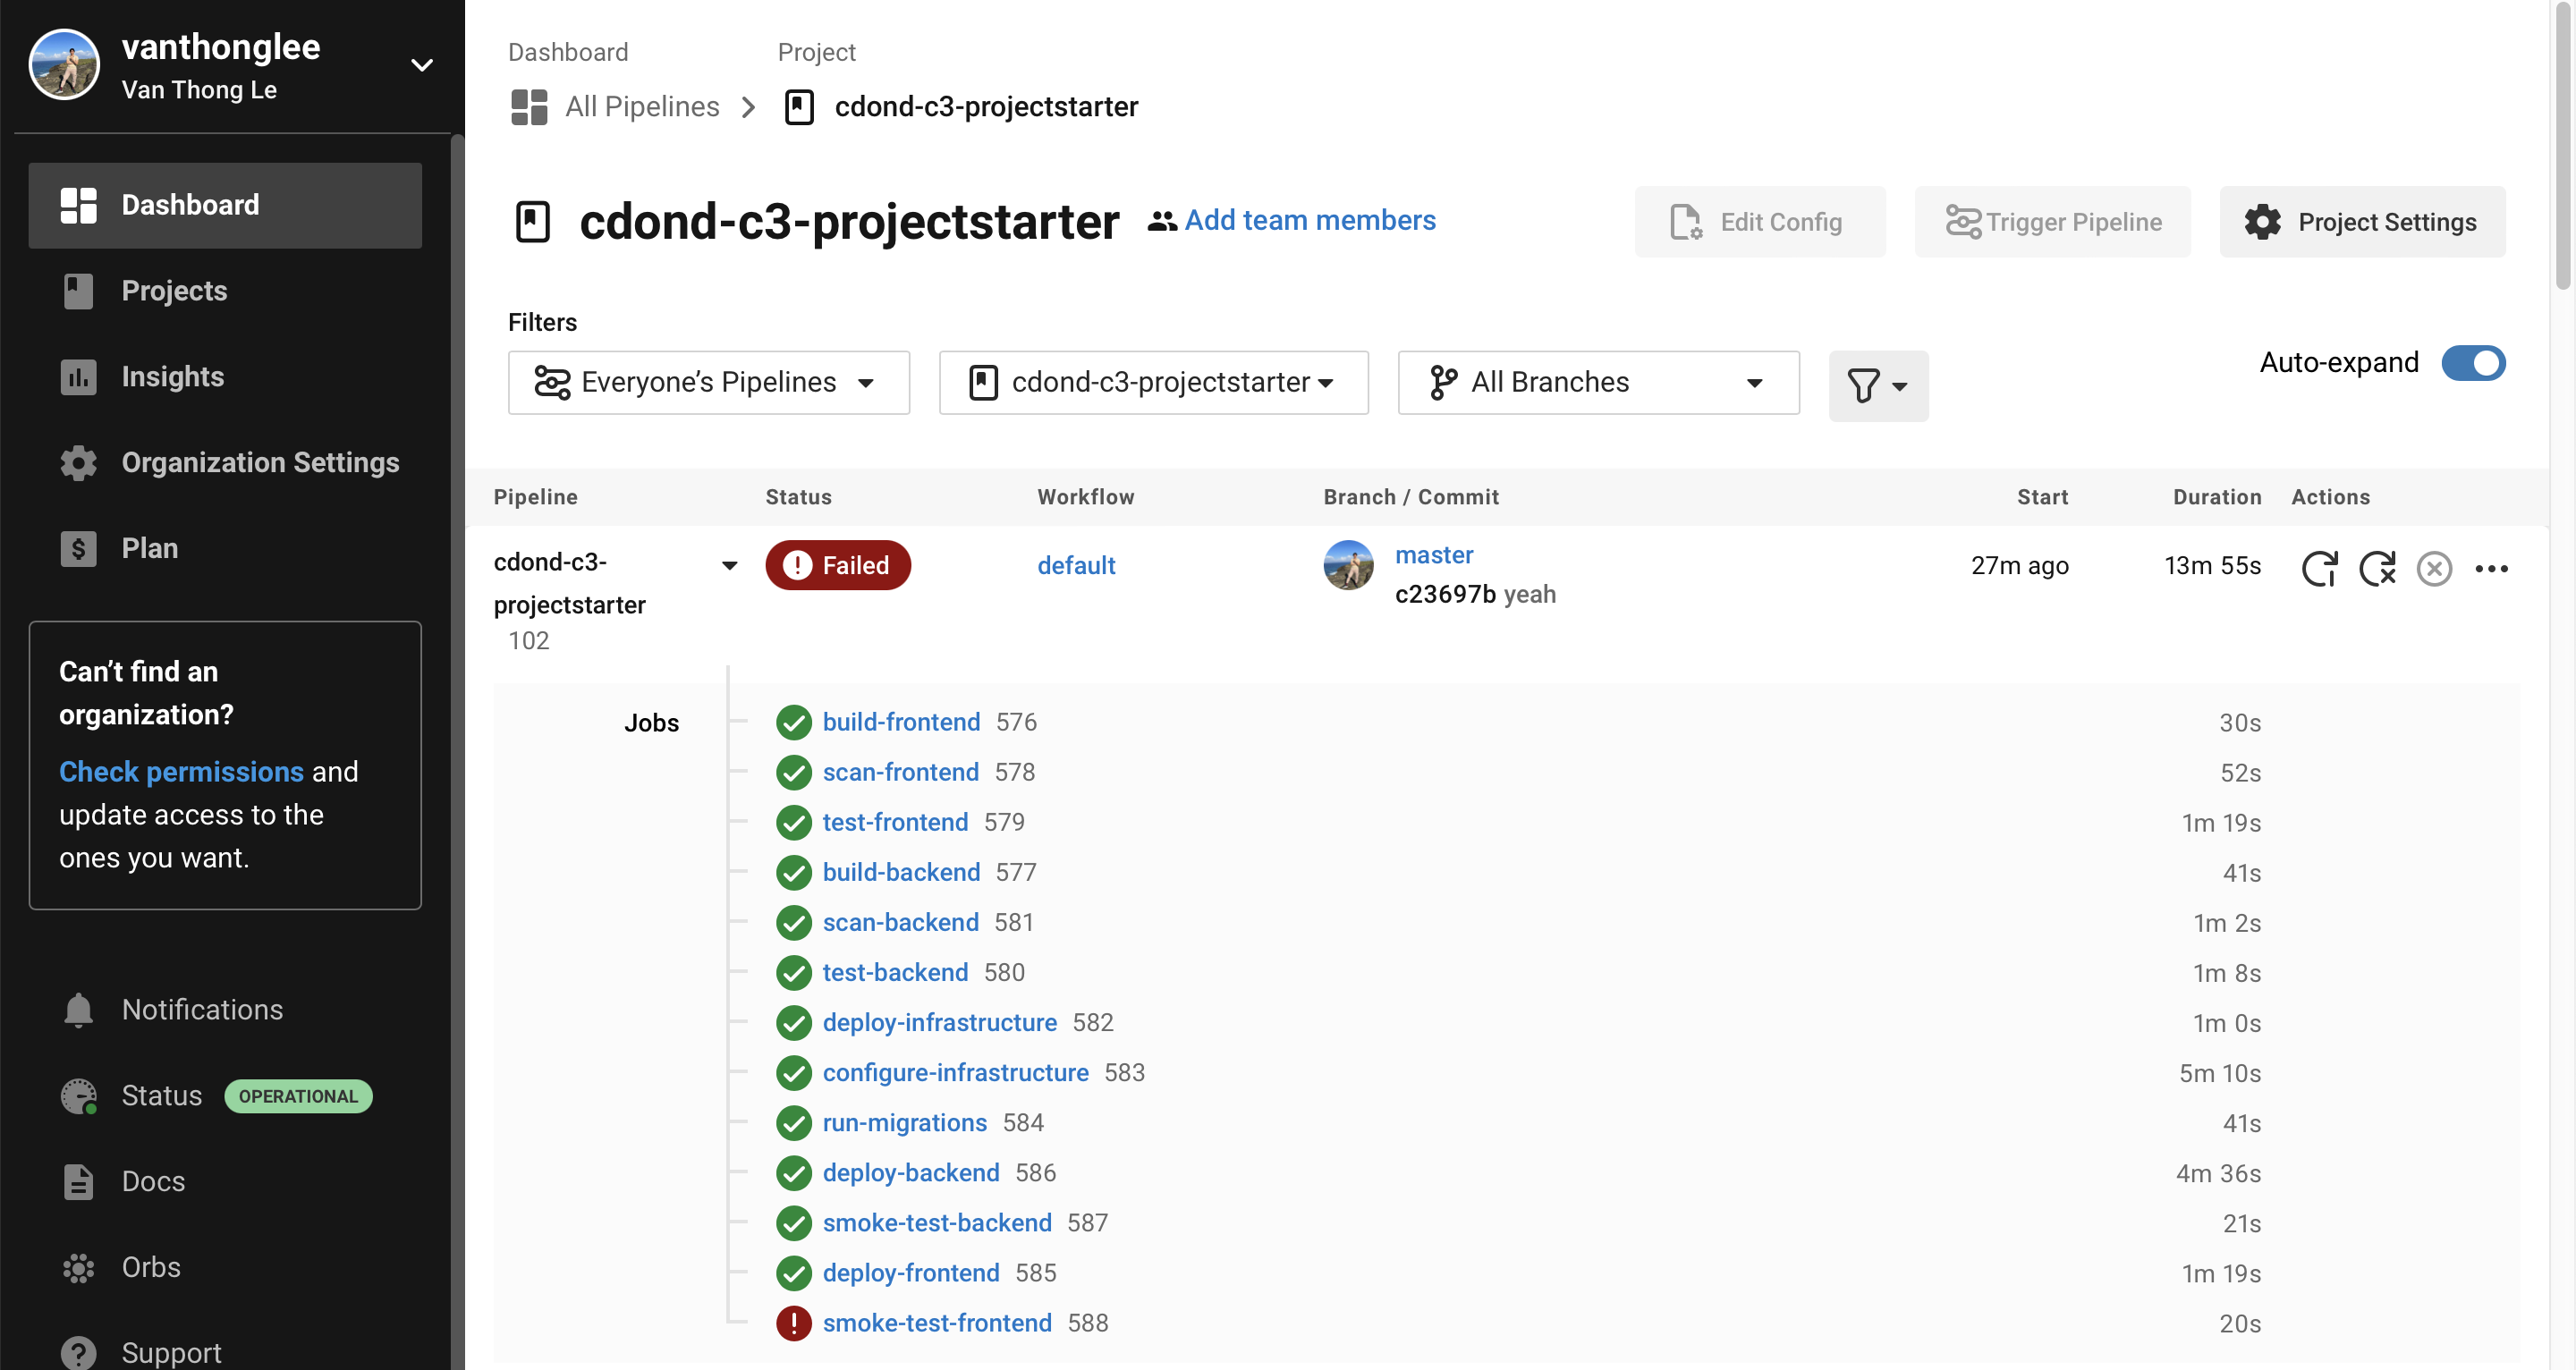 vanthonglee
Van Thong Le
Dashboard
Projects
Insights
Organization Settings
Plan
Can’t find an
organization?
Check permissions and
update access to the
ones you want.
Notifications
Status OPERATIONAL
Docs
Orbs
Support
Dashboard Project
All Pipelines cdond-c3-projectstarter
cdond-c3-projectstarter Add team members Edit Config Trigger Pipeline Project Settings
Filters
Everyone’s Pipelines cdond-c3-projectstarter All Branches Auto-expand
Pipeline Status Workflow Branch / Commit Start Duration Actions
cdond-c3- Failed default master 27m ago 13m 55s
projectstarter c23697b yeah
102
Jobs build-frontend 576 30s
scan-frontend 578 52s
test-frontend 579 1m 19s
build-backend 577 41s
scan-backend 581 1m 2s
test-backend 580 1m 8s
deploy-infrastructure 582 1m 0s
configure-infrastructure 583 5m 10s
run-migrations 584 41s
deploy-backend 586 4m 36s
smoke-test-backend 587 21s
deploy-frontend 585 1m 19s
smoke-test-frontend 588 20s